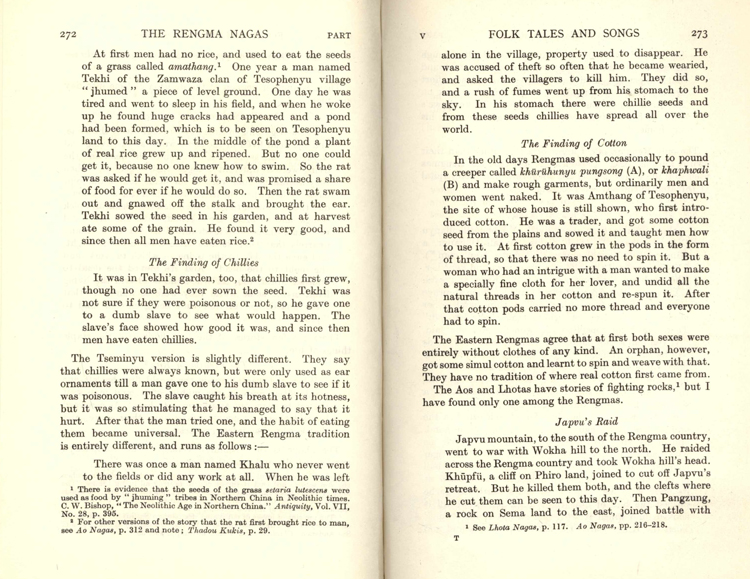 272 THE RENGMA NAGAS PART
At first men had no rice, and used to eat the seeds
of a grass called amathang.¹ One year a man named
Tekhi of the Zamwaza clan of Tesophenyu village
“ jhumed ” a piece of level ground. One day he was
tired and went to sleep in his field, and when he woke
up he found huge cracks had appeared and a pond
had been formed, which is to be seen on Tesophenyu
land to this day. In the middle of the pond a plant
of real rice grew up and ripened. But no one could
get it, because no one knew how to swim. So the rat
was asked if he would get it, and was promised a share
of food for ever if he would do so. Then the rat swam
out and gnawed off the stalk and brought the ear.
Tekhi sowed the seed in his garden, and at harvest
ate some of the grain. He found it very good, and
since then all men have eaten rice.²
The Finding of Chillies
It was in Tekhi's garden, too, that chillies first grew,
though no one had ever sown the seed. Tekhi was
not sure if they were poisonous or not, so he gave one
to a dumb slave to see what would happen. The
slave's face showed how good it was, and since then
men have eaten chillies.
The Tseminyu version is slightly different. They say
that chillies were always known, but were only used as ear
ornaments till a man gave one to his dumb slave to see if it
was poisonous. The slave caught his breath at its hotness,
but it was so stimulating that he managed to say that it
hurt. After that the man tried one, and the habit of eating
them became universal. The Eastern Rengma tradition
is entirely different, and runs as follows :—
There was once a man named Khalu who never went
to the fields or did any work at all. When he was left
¹ There is evidence that the seeds of the grass setaria lutescens were
used as food by “ jhuming ” tribes in Northern China in Neolithic times.
C. W. Bishop, “ The Neolithic Age in Northern China.” Antiquity, Vol. VII,
No. 28, p. 395.
² For other versions of the story that the rat first brought rice to man,
see Ao Nagas, p. 312 and note ; Thadou Kukis, p. 29.
V FOLK TALES AND SONGS 273
alone in the village, property used to disappear. He
was accused of theft so often that he became wearied,
and asked the villagers to kill him. They did so,
and a rush of fumes went up from his stomach to the
sky. In his stomach there were chillie seeds and
from these seeds chillies have spread all over the
world.
The Finding of Cotton
In the old days Rengmas used occasionally to pound
a creeper called khürühunyu pungsong (A), or khaphwali
(B) and make rough garments, but ordinarily men and
women went naked. It was Amthang of Tesophenyu,
the site of whose house is still shown, who first intro-
duced cotton. He was a trader, and got some cotton
seed from the plains and sowed it and taught men how
to use it. At first cotton grew in the pods in the form
of thread, so that there was no need to spin it. But a
woman who had an intrigue with a man wanted to make
a specially fine cloth for her lover, and undid all the
natural threads in her cotton and re-spun it. After
that cotton pods carried no more thread and everyone
had to spin.
The Eastern Rengmas agree that at first both sexes were
entirely without clothes of any kind. An orphan, however,
got some simul cotton and learnt to spin and weave with that.
They have no tradition of where real cotton first came from.
The Aos and Lhotas have stories of fighting rocks,¹ but I
have found only one among the Rengmas.
Japvu's Raid
Japvu mountain, to the south of the Rengma country,
went to war with Wokha hill to the north. He raided
across the Rengma country and took Wokha hill's head.
Khüpfü, a cliff on Phiro land, joined to cut off Japvu's
retreat. But he killed them both, and the clefts where
he cut them can be seen to this day. Then Pangzung,
a rock on Sema land to the east, joined battle with
¹ See Lhota Nagas, p. 117. Ao Nagas, pp. 216–218.
T